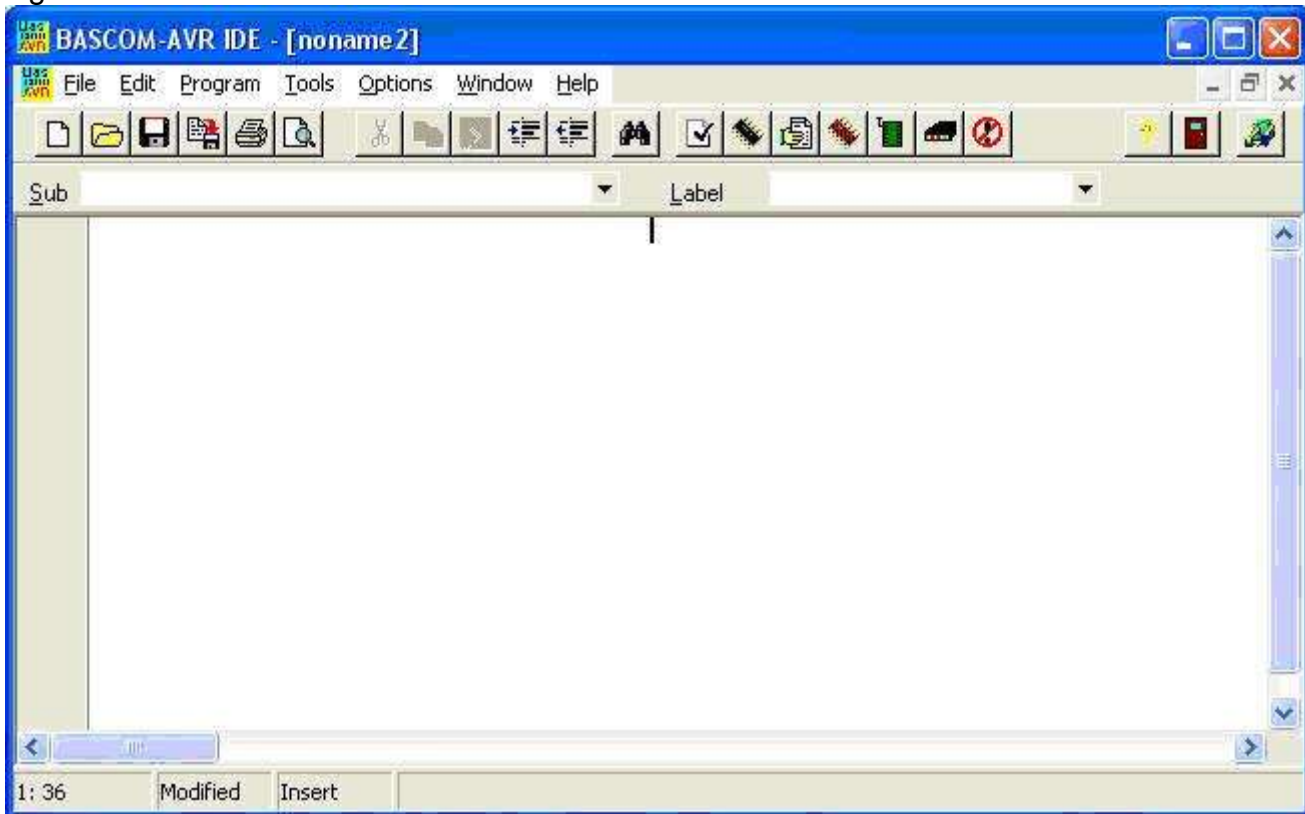 BASCOM-AVR IDE - [noname2]
File Edit Program Tools Options Window Help
Sub Label
1: 36 Modified Insert